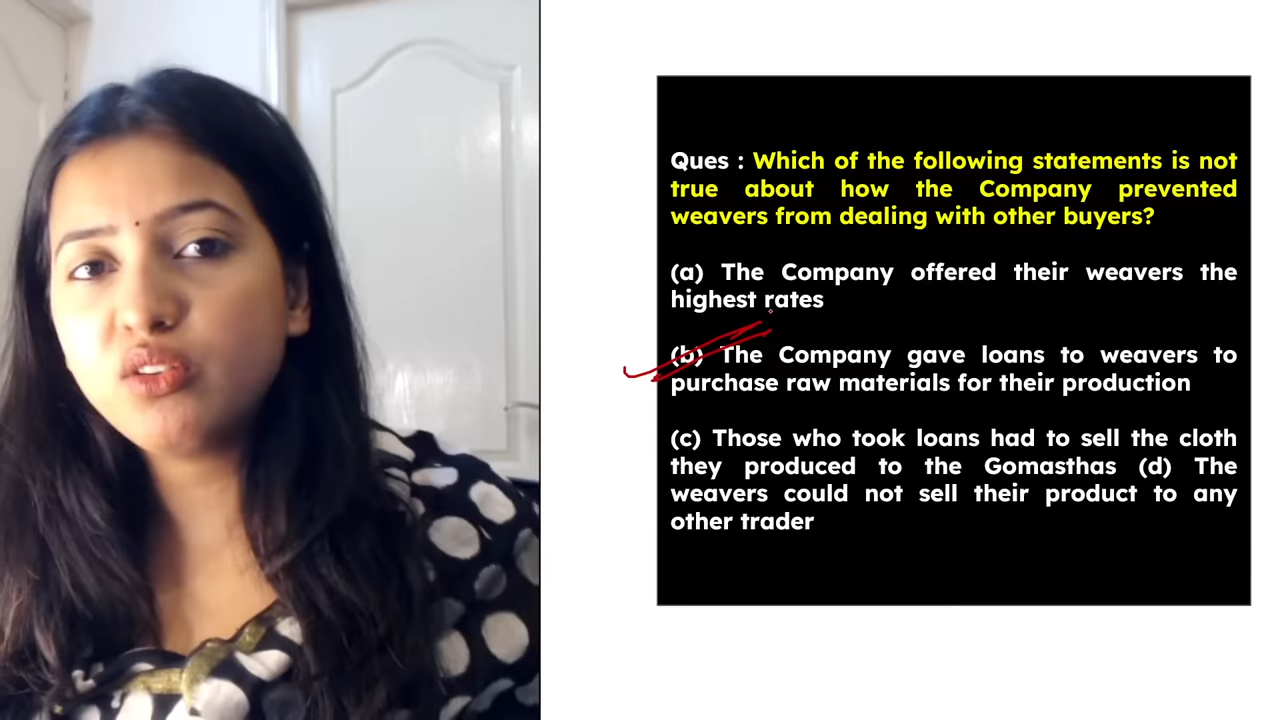 Ques : Which of the following statements is not
true about how the Company prevented
weavers from dealing with other buyers?
(a) The Company offered their weavers the
highest rates
(b) The Company gave loans to weavers to
purchase raw materials for their production
(c) Those who took loans had to sell the cloth
they produced to the Gomasthas (d) The
weavers could not sell their product to any
other trader